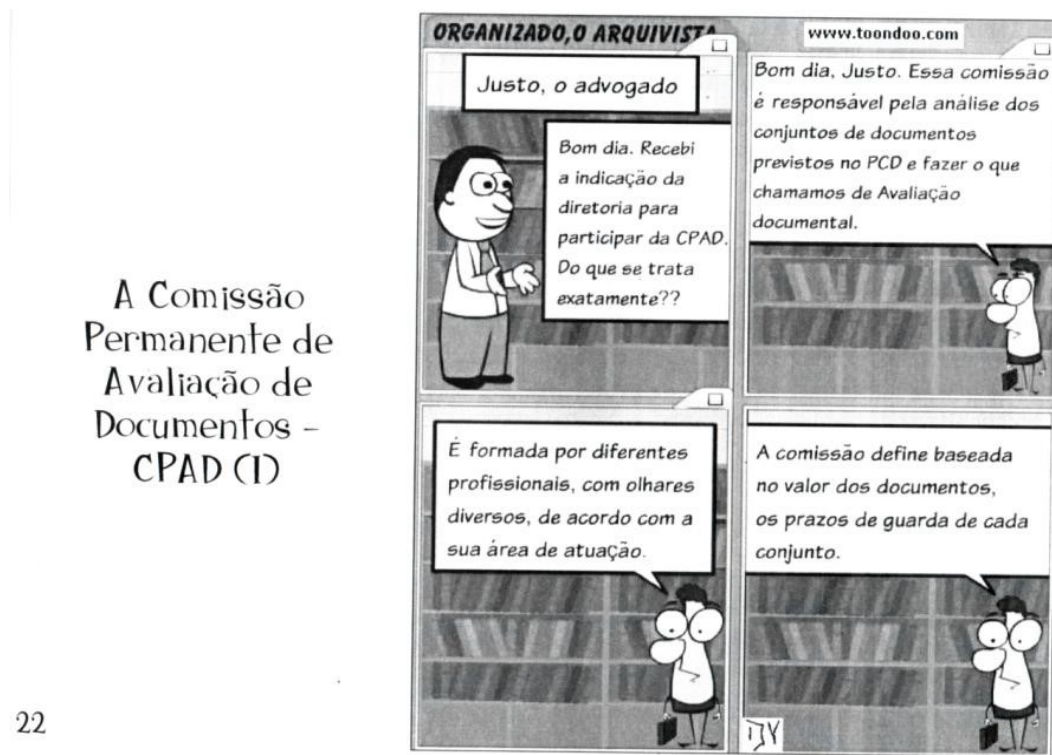 A Comissão
Permanente de
Avaliação de
Documentos -
CPAD (I)
22
ORGANIZADO,O ARQUIVISTA
www.toondoo.com
Justo, o advogado
Bom dia. Recebi
a indicação da
diretoria para
participar da CPAD.
Do que se trata
exatamente??
Bom dia, Justo. Essa comissão
é responsável pela análise dos
conjuntos de documentos
previstos no PCD e fazer o que
chamamos de Avaliação
documental.
É formada por diferentes
profissionais, com olhares
diversos, de acordo com a
sua área de atuação.
A comissão define baseada
no valor dos documentos,
os prazos de guarda de cada
conjunto.